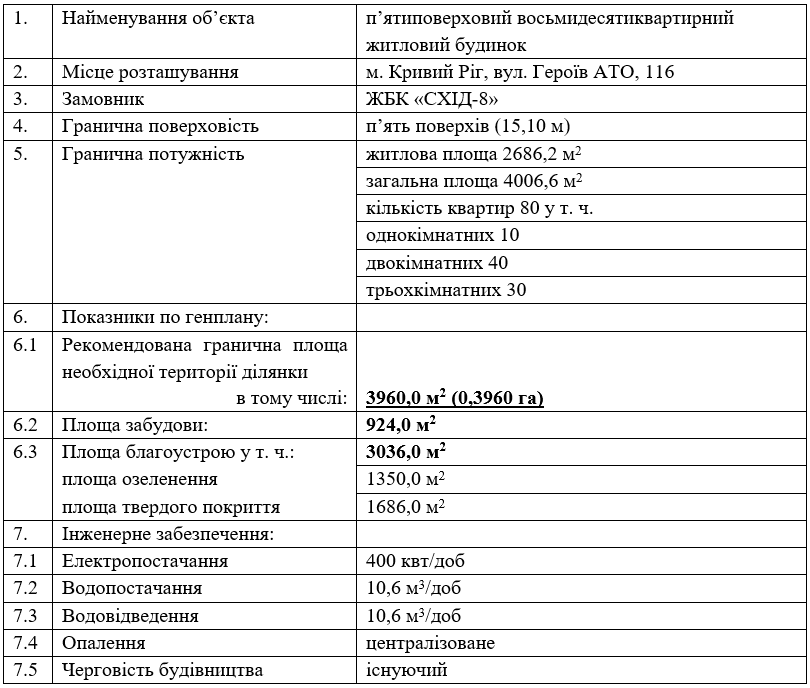 1. Найменування об’єкта п’ятиповерховий восьмидесятиквартирний
житловий будинок
2. Місце розташування м. Кривий Ріг, вул. Героїв АТО, 116
3. Замовник ЖБК «СХІД-8»
4. Гранична поверховість п’ять поверхів (15,10 м)
5. Гранична потужність житлова площа 2686,2 м²
загальна площа 4006,6 м²
кількість квартир 80 у т. ч.
однокімнатних 10
двокімнатних 40
трьохкімнатних 30
6. Показники по генплану:
6.1 Рекомендована гранична площа
необхідної території ділянки
в тому числі: 3960,0 м² (0,3960 га)
6.2 Площа забудови: 924,0 м²
6.3 Площа благоустрою у т. ч.: 3036,0 м²
площа озеленення 1350,0 м²
площа твердого покриття 1686,0 м²
7. Інженерне забезпечення:
7.1 Електропостачання 400 квт/доб
7.2 Водопостачання 10,6 м³/доб
7.3 Водовідведення 10,6 м³/доб
7.4 Опалення централізоване
7.5 Черговість будівництва існуючий